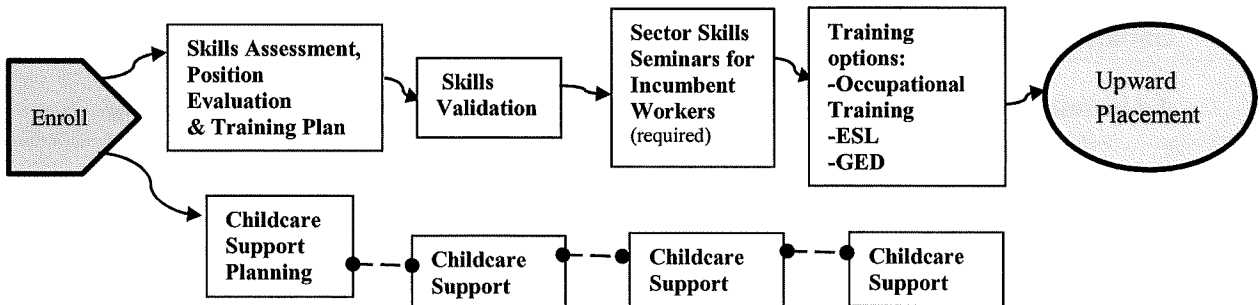 Enroll
Skills Assessment,
Position
Evaluation
& Training Plan
Skills
Validation
Sector Skills
Seminars for
Incumbent
Workers
(required)
Training
options:
-Occupational
Training
-ESL
-GED
Upward
Placement
Childcare
Support
Planning
Childcare
Support
Childcare
Support
Childcare
Support